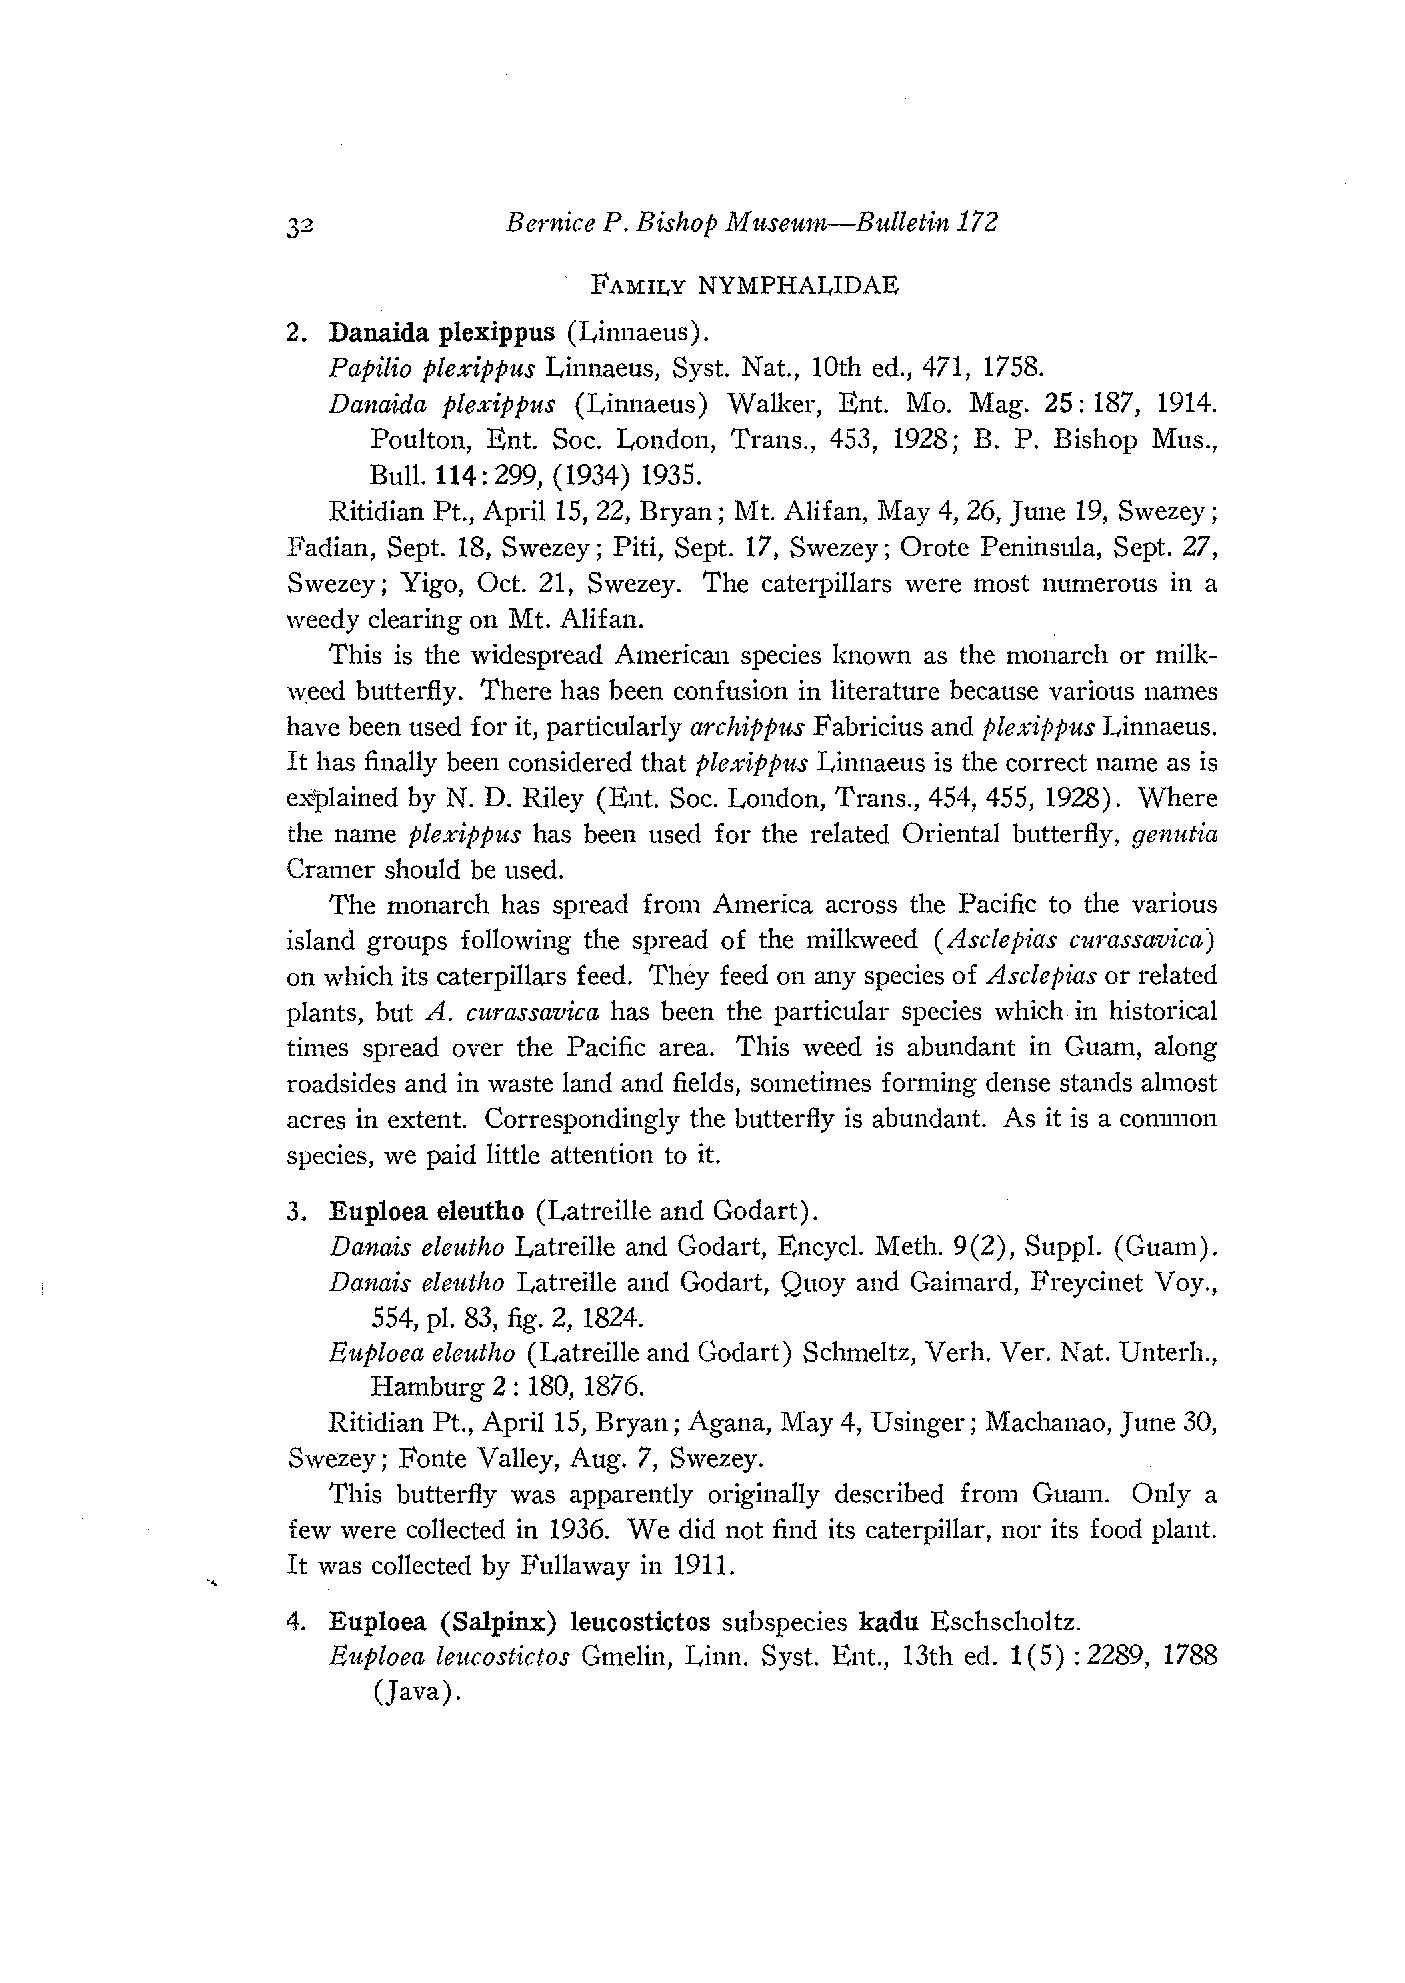 32 Bernice P. Bishop Museum—Bulletin 172
FAMILY NYMPHALIDAE
2. Danaida plexippus (Linnaeus).
Papilio plexippus Linnaeus, Syst. Nat., 10th ed., 471, 1758.
Danaida plexippus (Linnaeus) Walker, Ent. Mo. Mag. 25: 187, 1914.
Poulton, Ent. Soc. London, Trans., 453, 1928; B. P. Bishop Mus.,
Bull. 114: 299, (1934) 1935.
Ritidian Pt., April 15, 22, Bryan; Mt. Alifan, May 4, 26, June 19, Swezey;
Fadian, Sept. 18, Swezey; Piti, Sept. 17, Swezey; Orote Peninsula, Sept. 27,
Swezey; Yigo, Oct. 21, Swezey. The caterpillars were most numerous in a
weedy clearing on Mt. Alifan.
This is the widespread American species known as the monarch or milk-
weed butterfly. There has been confusion in literature because various names
have been used for it, particularly archippus Fabricius and plexippus Linnaeus.
It has finally been considered that plexippus Linnaeus is the correct name as is
explained by N. D. Riley (Ent. Soc. London, Trans., 454, 455, 1928). Where
the name plexippus has been used for the related Oriental butterfly, genutia
Cramer should be used.
The monarch has spread from America across the Pacific to the various
island groups following the spread of the milkweed (Asclepias curassavica)
on which its caterpillars feed. They feed on any species of Asclepias or related
plants, but A. curassavica has been the particular species which in historical
times spread over the Pacific area. This weed is abundant in Guam, along
roadsides and in waste land and fields, sometimes forming dense stands almost
acres in extent. Correspondingly the butterfly is abundant. As it is a common
species, we paid little attention to it.
3. Euploea eleutho (Latreille and Godart).
Danais eleutho Latreille and Godart, Encycl. Meth. 9(2), Suppl. (Guam).
Danais eleutho Latreille and Godart, Quoy and Gaimard, Freycinet Voy.,
554, pl. 83, fig. 2, 1824.
Euploea eleutho (Latreille and Godart) Schmeltz, Verh. Ver. Nat. Unterh.,
Hamburg 2: 180, 1876.
Ritidian Pt., April 15, Bryan; Agana, May 4, Usinger; Machanao, June 30,
Swezey; Fonte Valley, Aug. 7, Swezey.
This butterfly was apparently originally described from Guam. Only a
few were collected in 1936. We did not find its caterpillar, nor its food plant.
It was collected by Fullaway in 1911.
4. Euploea (Salpinx) leucostictos subspecies kadu Eschscholtz.
Euploea leucostictos Gmelin, Linn. Syst. Ent., 13th ed. 1(5): 2289, 1788
(Java).